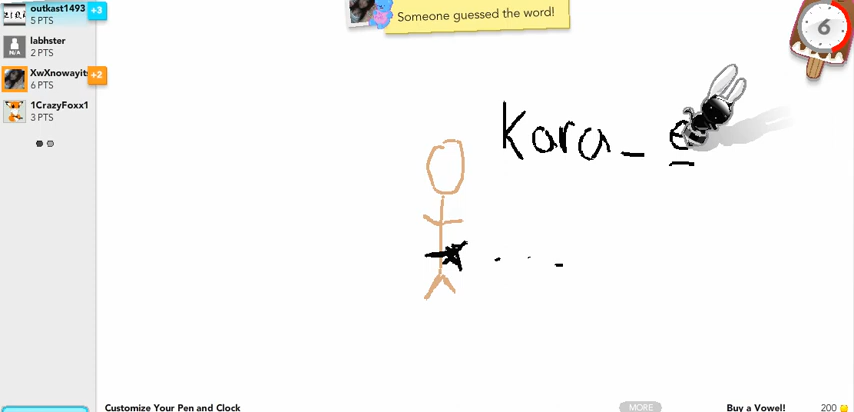 outkast1493 +3
5 PTS
Someone guessed the word!
6
N/A
labhster
2 PTS
XwXnowayit +2
6 PTS
1CrazyFoxx1
3 PTS
Kara_e
Customize Your Pen and Clock
MORE
Buy a Vowel!
200